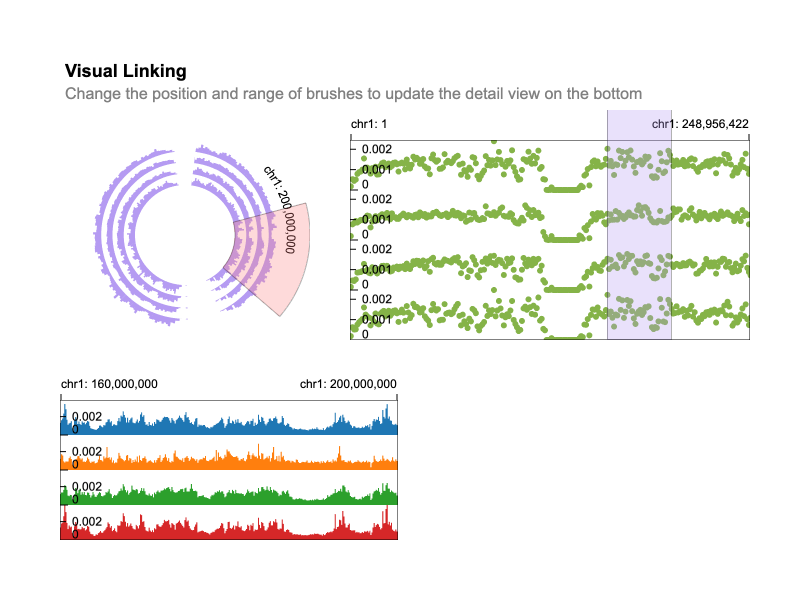 Visual Linking
Change the position and range of brushes to update the detail view on the bottom
chr1: 1
chr1: 248,956,422
chr1: 200,000,000
0.002
0.001
0
0.002
0.001
0
0.002
0.001
0
0.002
0.001
0
chr1: 160,000,000
chr1: 200,000,000
0.002
0
0.002
0
0.002
0
0.002
0